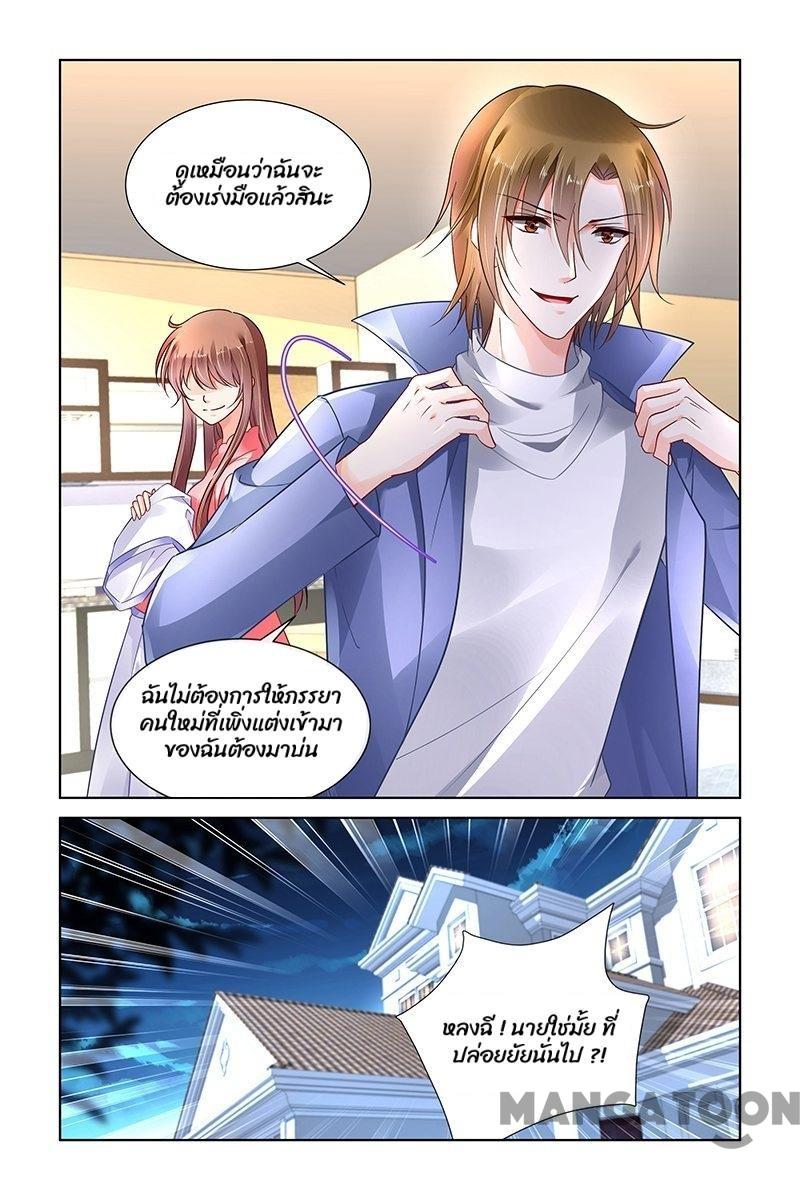 ดูเหมือนว่าฉันจะ
ต้องเร่งมือแล้วสินะ
ฉันไม่ต้องการให้ภรรยา
คนใหม่ที่เพิ่งแต่งเข้ามา
ของฉันต้องมาบ่น
หลงฉี ! นายใช่มั้ย ที่
ปล่อยยัยนั่นไป ?!
MANGATOON